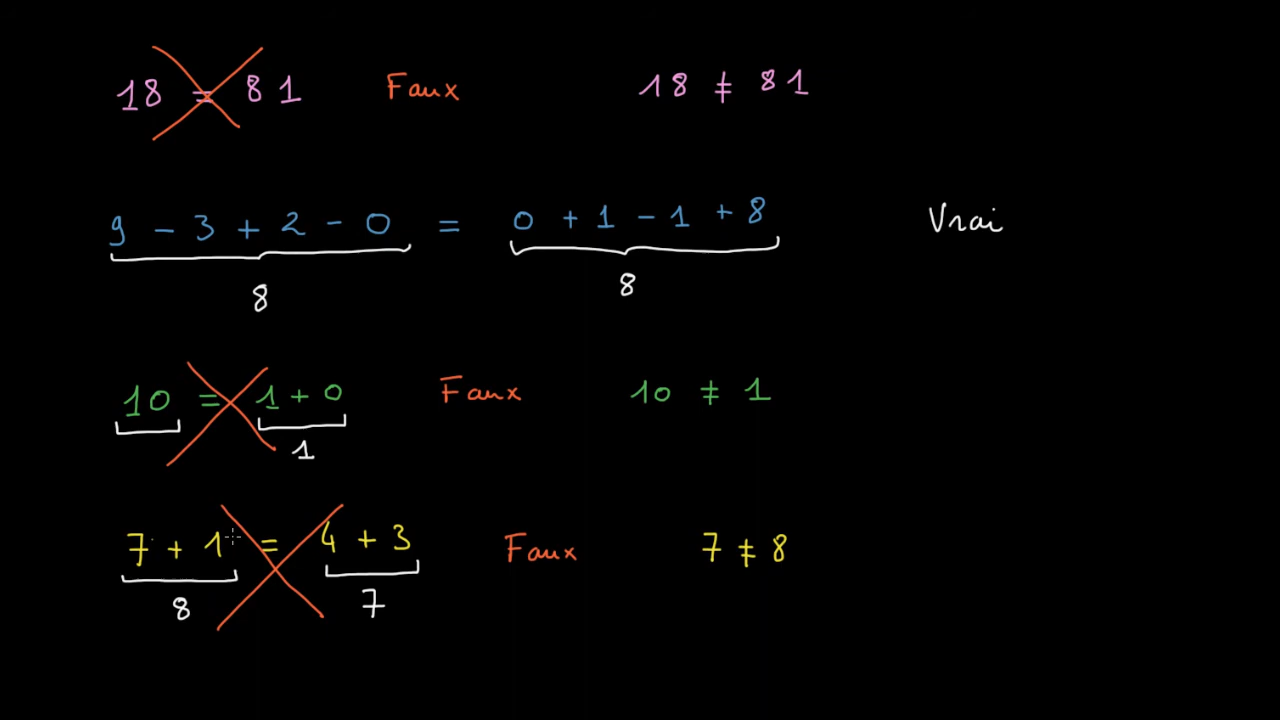 18 = 81 Faux 18 ≠ 81
9 - 3 + 2 - 0 = 0 + 1 - 1 + 8 Vrai
8 8
10 = 1 + 0 Faux 10 ≠ 1
1
7 + 1 = 4 + 3 Faux 7 ≠ 8
8 7